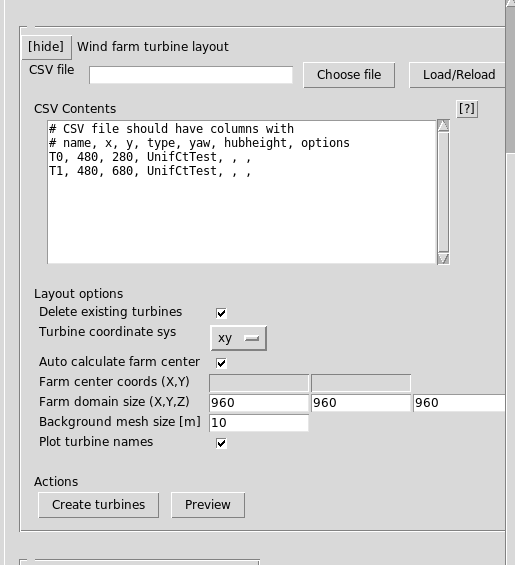 [hide] Wind farm turbine layout
CSV file Choose file Load/Reload
CSV Contents [?]
# CSV file should have columns with
# name, x, y, type, yaw, hubheight, options
T0, 480, 280, UnifCtTest, , ,
T1, 480, 680, UnifCtTest, , ,
Layout options
Delete existing turbines
Turbine coordinate sys xy
Auto calculate farm center
Farm center coords (X,Y)
Farm domain size (X,Y,Z) 960 960 960
Background mesh size [m] 10
Plot turbine names
Actions
Create turbines Preview